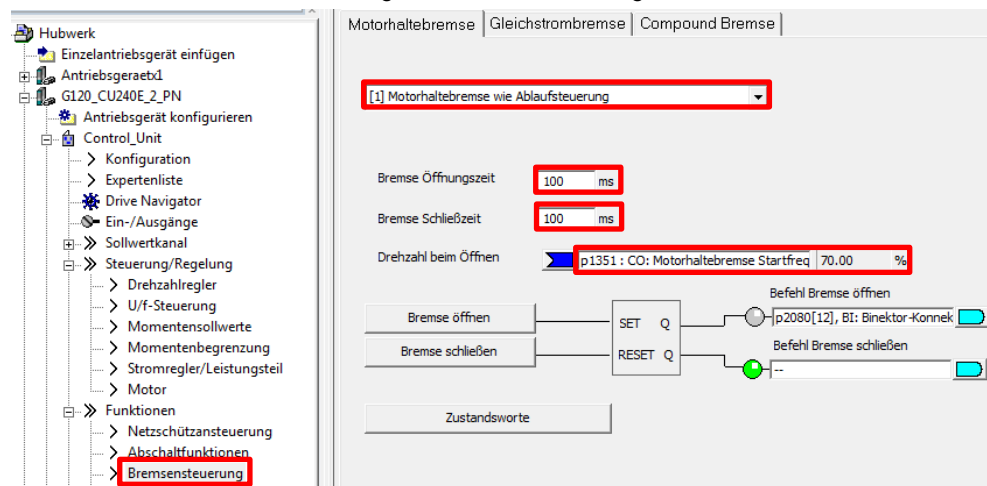 Hubwerk
Einzelantriebsgerät einfügen
Antriebsgeraetx1
G120_CU240E_2_PN
Antriebsgerät konfigurieren
Control_Unit
Konfiguration
Expertenliste
Drive Navigator
Ein-/Ausgänge
Sollwertkanal
Steuerung/Regelung
Drehzahlregler
U/f-Steuerung
Momentensollwerte
Momentenbegrenzung
Stromregler/Leistungsteil
Motor
Funktionen
Netzschützansteuerung
Abschaltfunktionen
Bremsensteuerung
Motorhaltebremse Gleichstrombremse Compound Bremse
[1] Motorhaltebremse wie Ablaufsteuerung
Bremse Öffnungszeit 100 ms
Bremse Schließzeit 100 ms
Drehzahl beim Öffnen p1351 : CO: Motorhaltebremse Startfreq 70.00 %
Befehl Bremse öffnen
Bremse öffnen SET Q p2080[12], BI: Binektor-Konnek
Befehl Bremse schließen
Bremse schließen RESET Q --
Zustandsworte